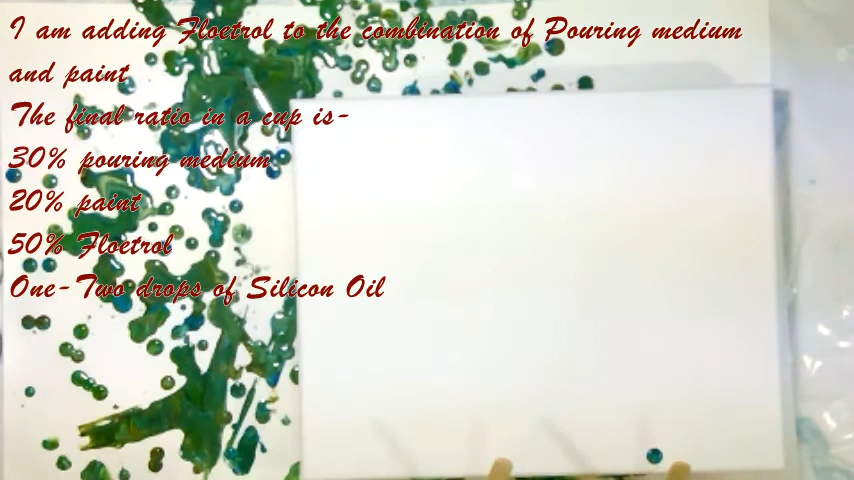 I am adding Floetrol to the combination of Pouring medium
and paint
The final ratio in a cup is-
30% pouring medium
20% paint
50% Floetrol
One-Two drops of Silicon Oil